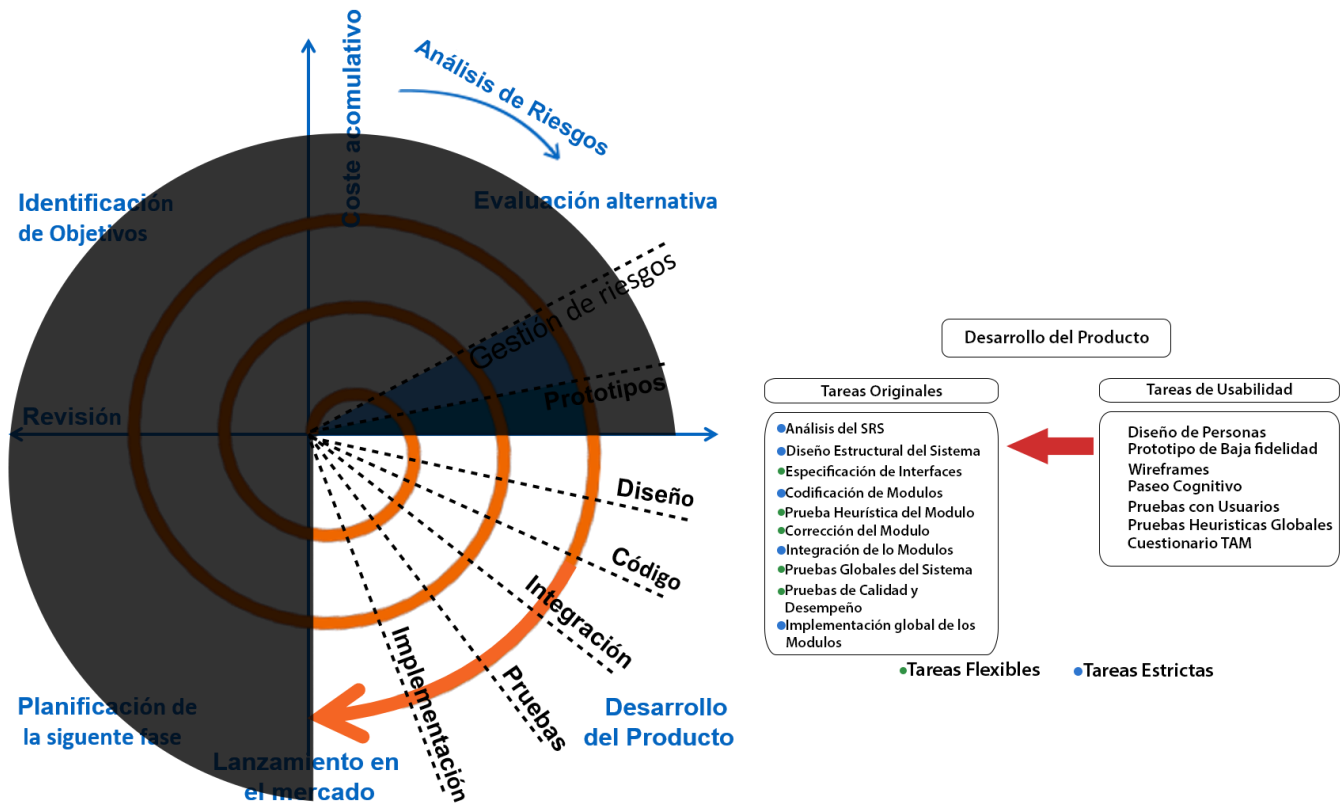 Coste acomulativo
Análisis de Riesgos
Identificación
de Objetivos
Evaluación alternativa
Gestión de riesgos
Prototipos
Revisión
Diseño
Código
Integración
Pruebas
Implementación
Planificación de
la siguente fase
Lanzamiento en
el mercado
Desarrollo
del Producto
Desarrollo del Producto
Tareas Originales
Análisis del SRS
Diseño Estructural del Sistema
Especificación de Interfaces
Codificación de Modulos
Prueba Heurística del Modulo
Corrección del Modulo
Integración de lo Modulos
Pruebas Globales del Sistema
Pruebas de Calidad y
Desempeño
Implementación global de los
Modulos
Tareas de Usabilidad
Diseño de Personas
Prototipo de Baja fidelidad
Wireframes
Paseo Cognitivo
Pruebas con Usuarios
Pruebas Heuristicas Globales
Cuestionario TAM
Tareas Flexibles
Tareas Estrictas